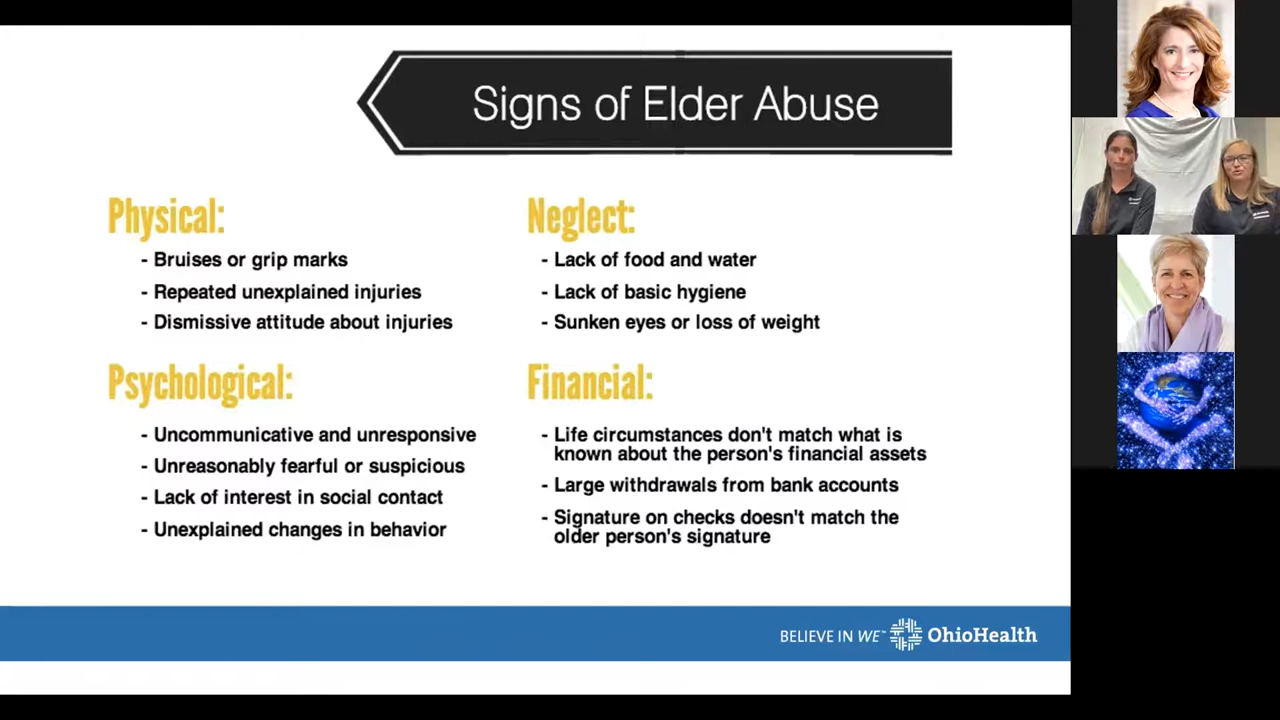 Signs of Elder Abuse
Physical:
- Bruises or grip marks
- Repeated unexplained injuries
- Dismissive attitude about injuries
Neglect:
- Lack of food and water
- Lack of basic hygiene
- Sunken eyes or loss of weight
Psychological:
- Uncommunicative and unresponsive
- Unreasonably fearful or suspicious
- Lack of interest in social contact
- Unexplained changes in behavior
Financial:
- Life circumstances don't match what is
known about the person's financial assets
- Large withdrawals from bank accounts
- Signature on checks doesn't match the
older person's signature
BELIEVE IN WE™ OhioHealth